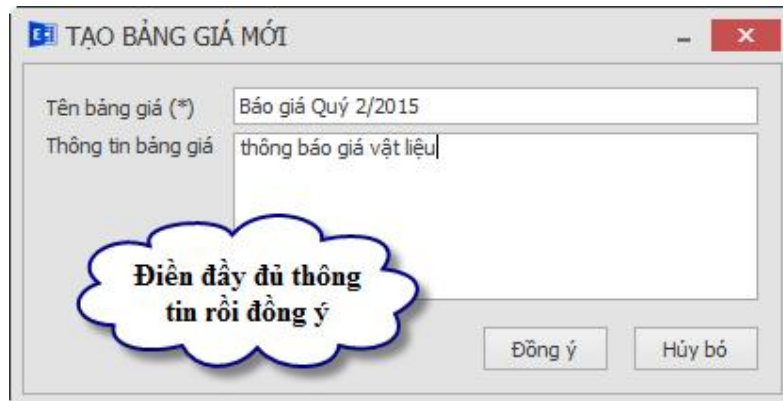 TẠO BẢNG GIÁ MỚI
Tên bảng giá (*)
Báo giá Quý 2/2015
Thông tin bảng giá
thông báo giá vật liệu
Điền đầy đủ thông
tin rồi đồng ý
Đồng ý
Hủy bỏ